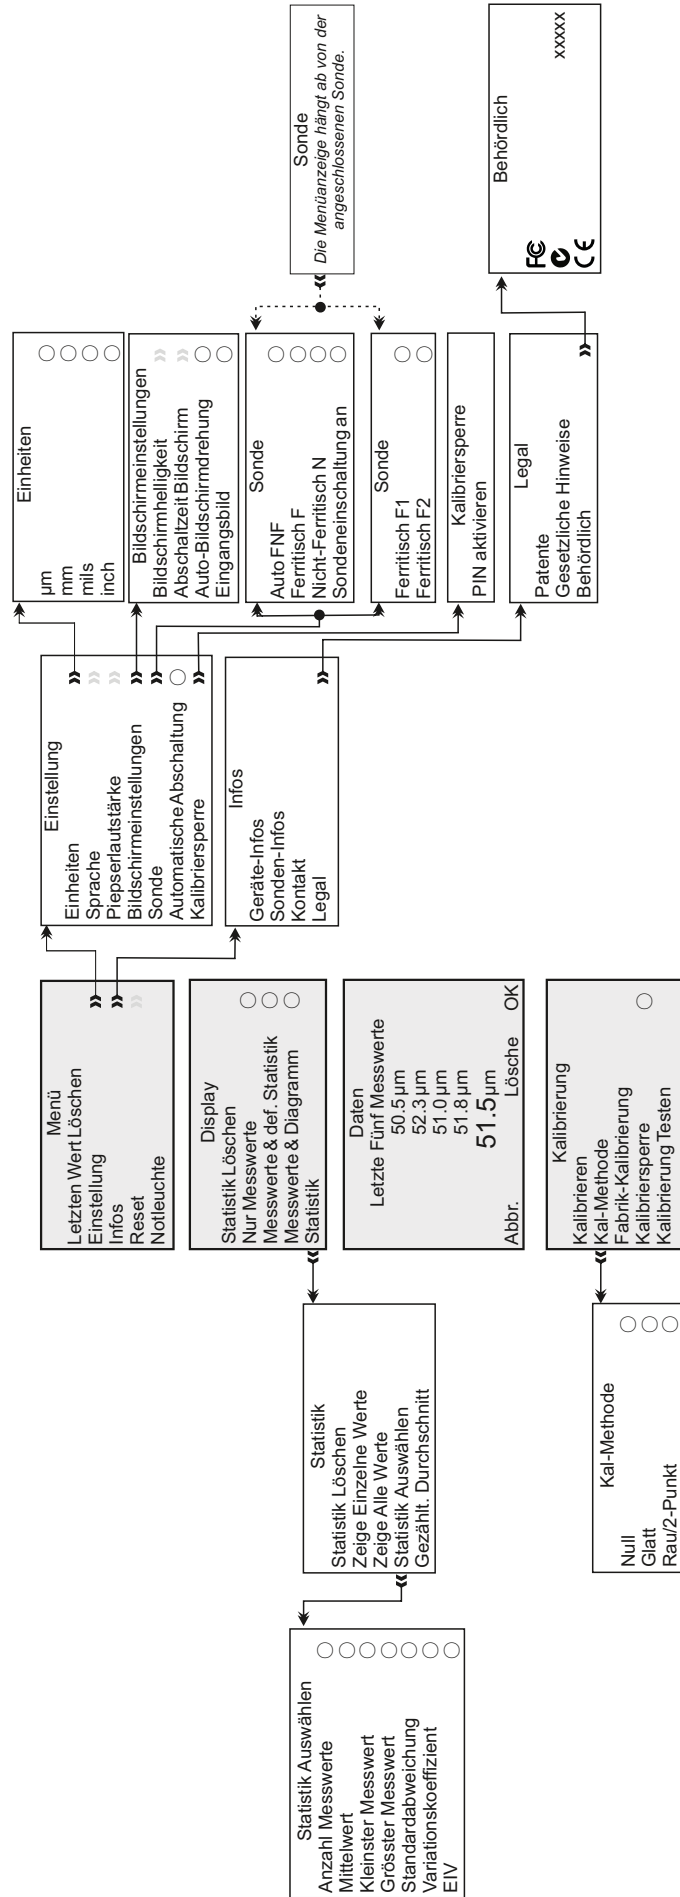 Menü
Letzten Wert Löschen
Einstellung
Infos
Reset
Notleuchte
Einstellung
Einheiten
Sprache
Piepserlautstärke
Bildschirmeinstellungen
Sonde
Automatische Abschaltung
Kalibriersperre
Einheiten
µm
mm
mils
inch
Bildschirmeinstellungen
Bildschirmhelligkeit
Abschaltzeit Bildschirm
Auto-Bildschirmdrehung
Eingangsbild
Sonde
Auto FNF
Ferritisch F
Nicht-Ferritisch N
Sondeneinschaltung an
Sonde
Ferritisch F1
Ferritisch F2
Sonde
Die Menüanzeige hängt ab von der
angeschlossenen Sonde.
Kalibriersperre
PIN aktivieren
Infos
Geräte-Infos
Sonden-Infos
Kontakt
Legal
Legal
Patente
Gesetzliche Hinweise
Behördlich
Behördlich
FC
CE
xxxxx
Display
Statistik Löschen
Nur Messwerte
Messwerte & def. Statistik
Messwerte & Diagramm
Statistik
Statistik
Statistik Löschen
Zeige Einzelne Werte
Zeige Alle Werte
Statistik Auswählen
Gezählt. Durchschnitt
Statistik Auswählen
Anzahl Messwerte
Mittelwert
Kleinster Messwert
Grösster Messwert
Standardabweichung
Variationskoeffizient
EIV
Daten
Letzte Fünf Messwerte
50.5 µm
52.3 µm
51.0 µm
51.8 µm
51.5 µm
Abbr. Lösche OK
Kalibrierung
Kalibrieren
Kal-Methode
Fabrik-Kalibrierung
Kalibriersperre
Kalibrierung Testen
Kal-Methode
Null
Glatt
Rau/2-Punkt